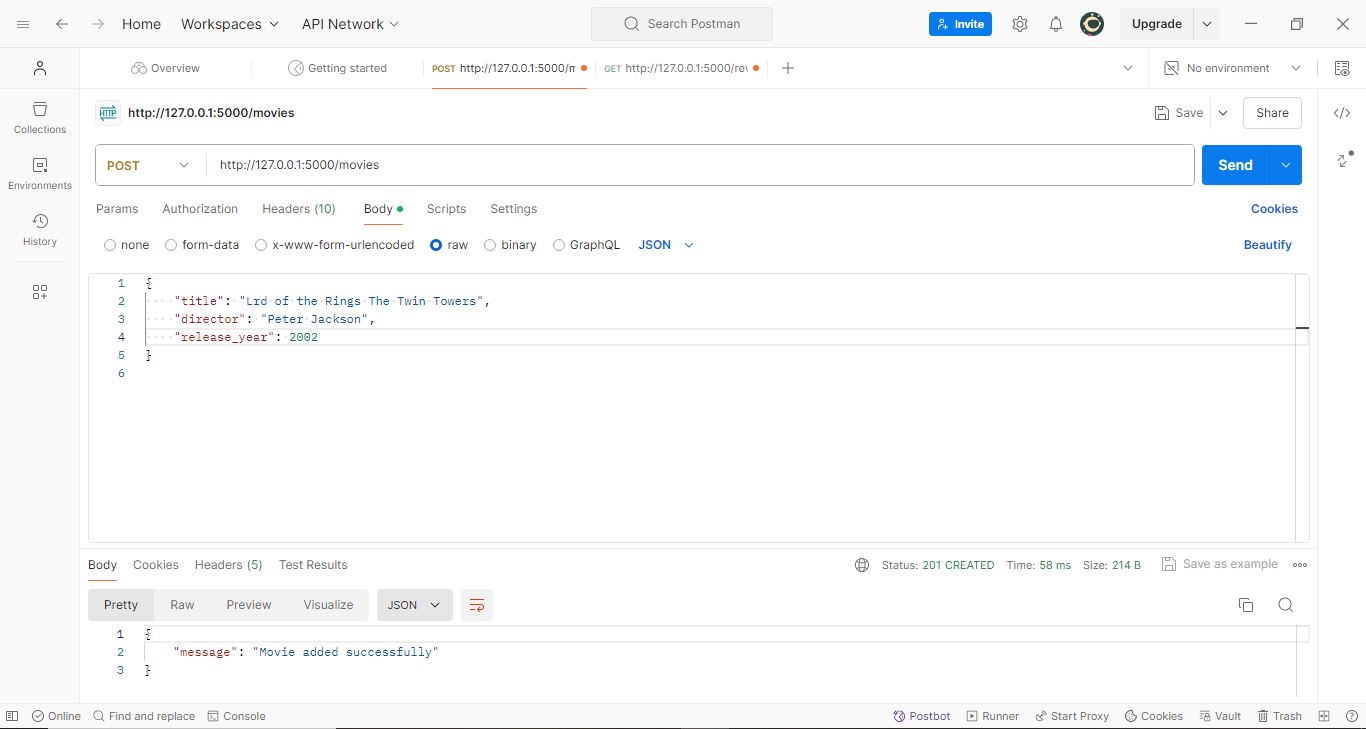 Home Workspaces API Network Search Postman Invite Upgrade
Overview Getting started POST http://127.0.0.1:5000/m GET http://127.0.0.1:5000/rev No environment
HTTP http://127.0.0.1:5000/movies Save Share
Collections
Environments
History
POST http://127.0.0.1:5000/movies Send
Params Authorization Headers (10) Body Scripts Settings Cookies
none form-data x-www-form-urlencoded raw binary GraphQL JSON Beautify
1 {
2 "title": "Lrd of the Rings The Twin Towers",
3 "director": "Peter Jackson",
4 "release_year": 2002
5 }
6
Body Cookies Headers (5) Test Results Status: 201 CREATED Time: 58 ms Size: 214 B Save as example
Pretty Raw Preview Visualize JSON
1 {
2 "message": "Movie added successfully"
3 }
Online Find and replace Console Postbot Runner Start Proxy Cookies Vault Trash